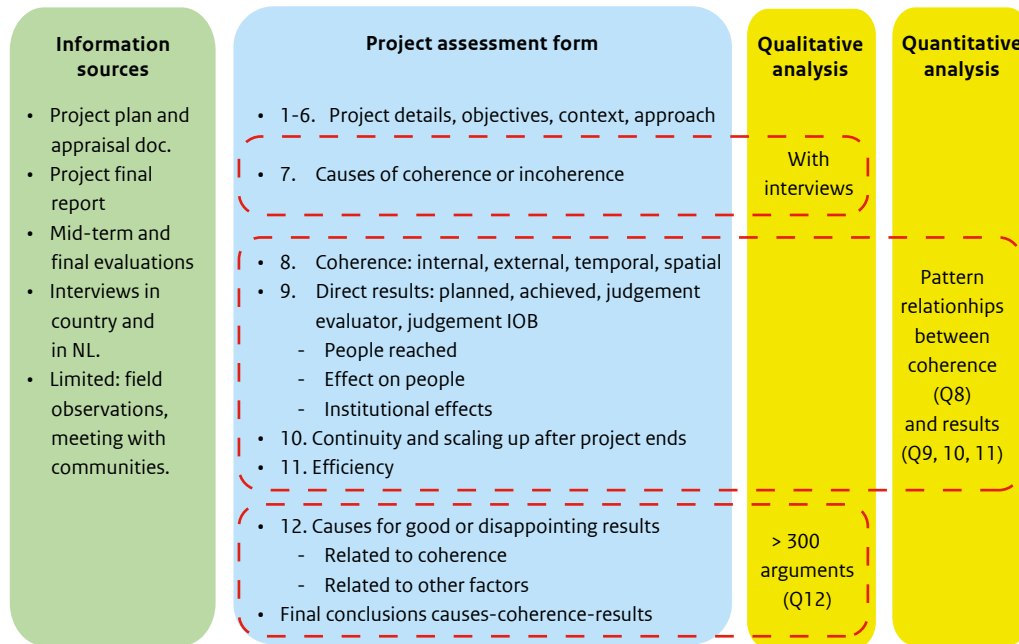 Information
sources
• Project plan and
appraisal doc.
• Project final
report
• Mid-term and
final evaluations
• Interviews in
country and
in NL.
• Limited: field
observations,
meeting with
communities.
Project assessment form
• 1-6. Project details, objectives, context, approach
• 7. Causes of coherence or incoherence
• 8. Coherence: internal, external, temporal, spatial
• 9. Direct results: planned, achieved, judgement
evaluator, judgement IOB
- People reached
- Effect on people
- Institutional effects
• 10. Continuity and scaling up after project ends
• 11. Efficiency
• 12. Causes for good or disappointing results
- Related to coherence
- Related to other factors
• Final conclusions causes-coherence-results
Qualitative
analysis
With
interviews
> 300
arguments
(Q12)
Quantitative
analysis
Pattern
relationships
between
coherence
(Q8)
and results
(Q9, 10, 11)